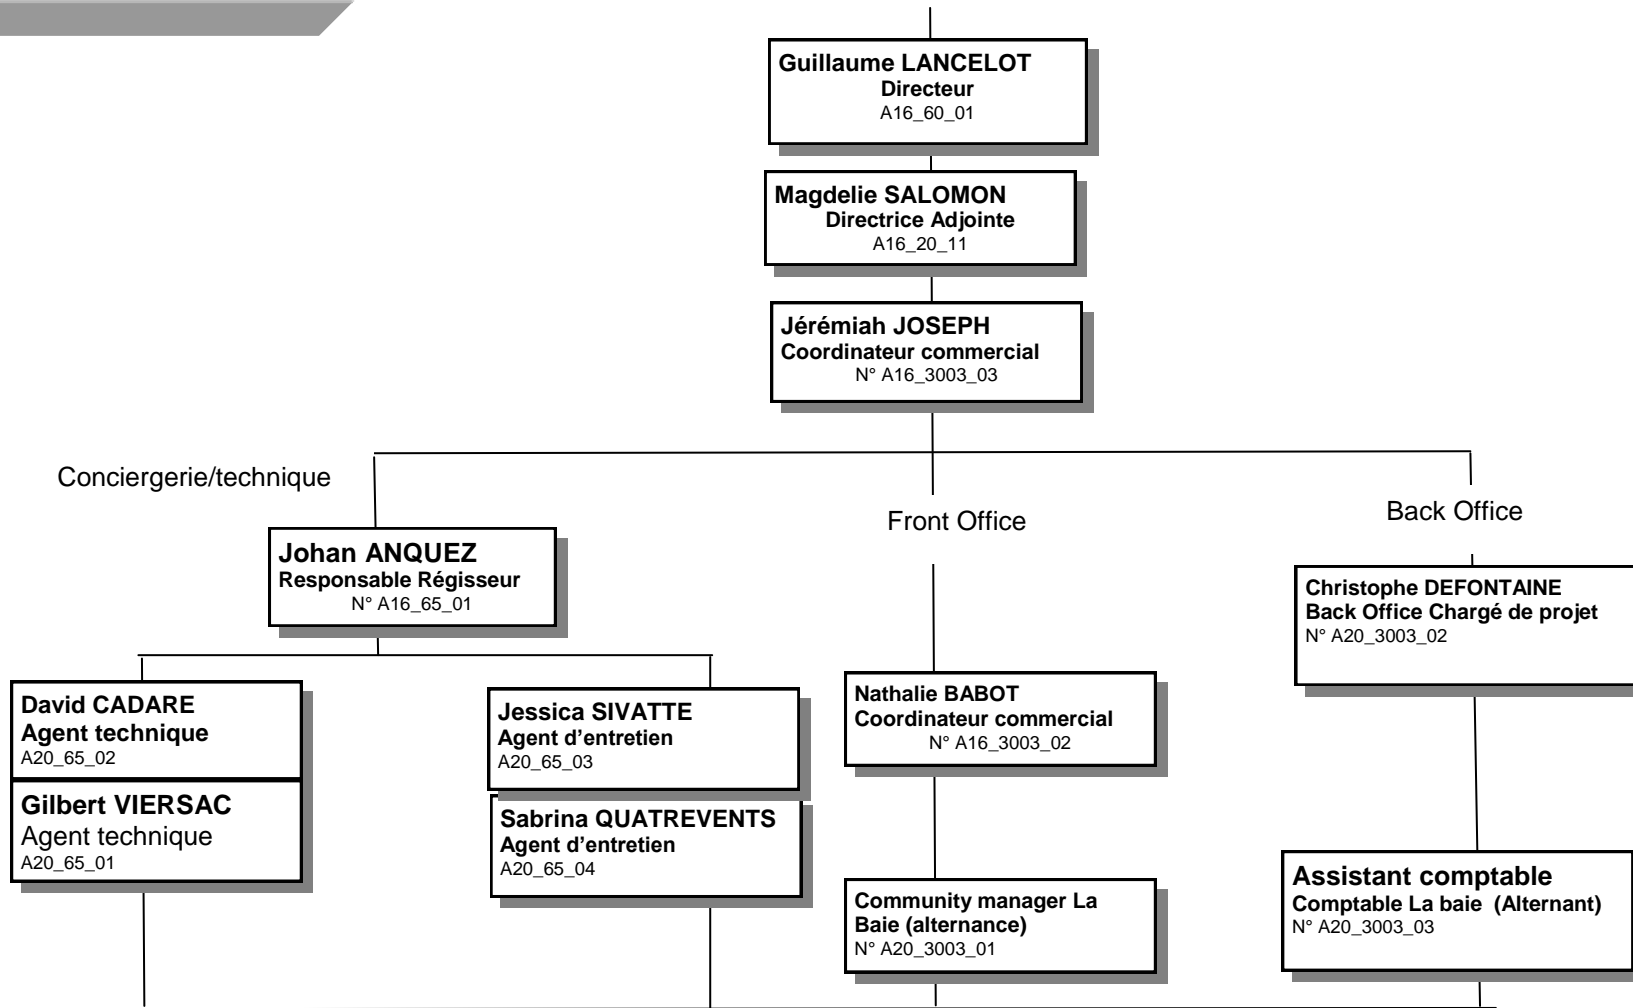 Guillaume LANCELOT
Directeur
A16_60_01
Magdelie SALOMON
Directrice Adjointe
A16_20_11
Jérémiah JOSEPH
Coordinateur commercial
N° A16_3003_03
Conciergerie/technique
Front Office
Back Office
Johan ANQUEZ
Responsable Régisseur
N° A16_65_01
Christophe DEFONTAINE
Back Office Chargé de projet
N° A20_3003_02
David CADARE
Agent technique
A20_65_02
Gilbert VIERSAC
Agent technique
A20_65_01
Jessica SIVATTE
Agent d’entretien
A20_65_03
Sabrina QUATREVENTS
Agent d’entretien
A20_65_04
Nathalie BABOT
Coordinateur commercial
N° A16_3003_02
Community manager La
Baie (alternance)
N° A20_3003_01
Assistant comptable
Comptable La baie  (Alternant)
N° A20_3003_03